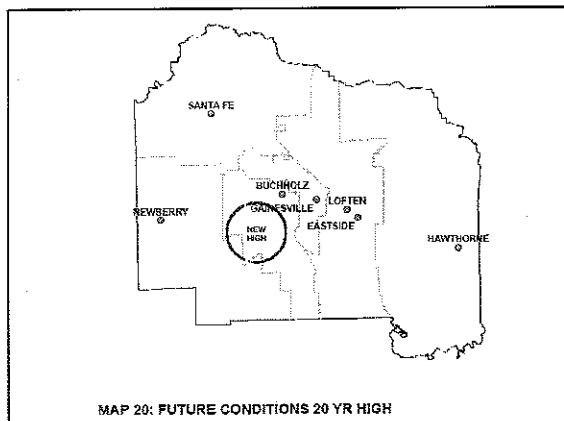 SANTA FE
BUCHHOLZ
NEWBERRY
GAINESVILLE
LOFTEN
EASTSIDE
NEW
HIGH
HAWTHORNE
MAP 20: FUTURE CONDITIONS 20 YR HIGH